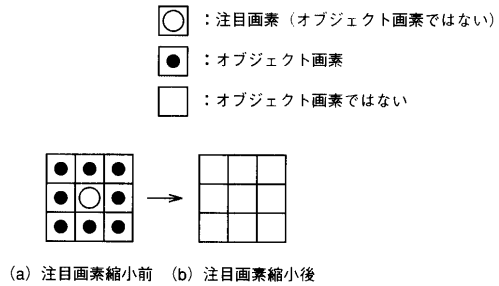 ：注目画素（オブジェクト画素ではない）
：オブジェクト画素
：オブジェクト画素ではない
(a) 注目画素縮小前 (b) 注目画素縮小後